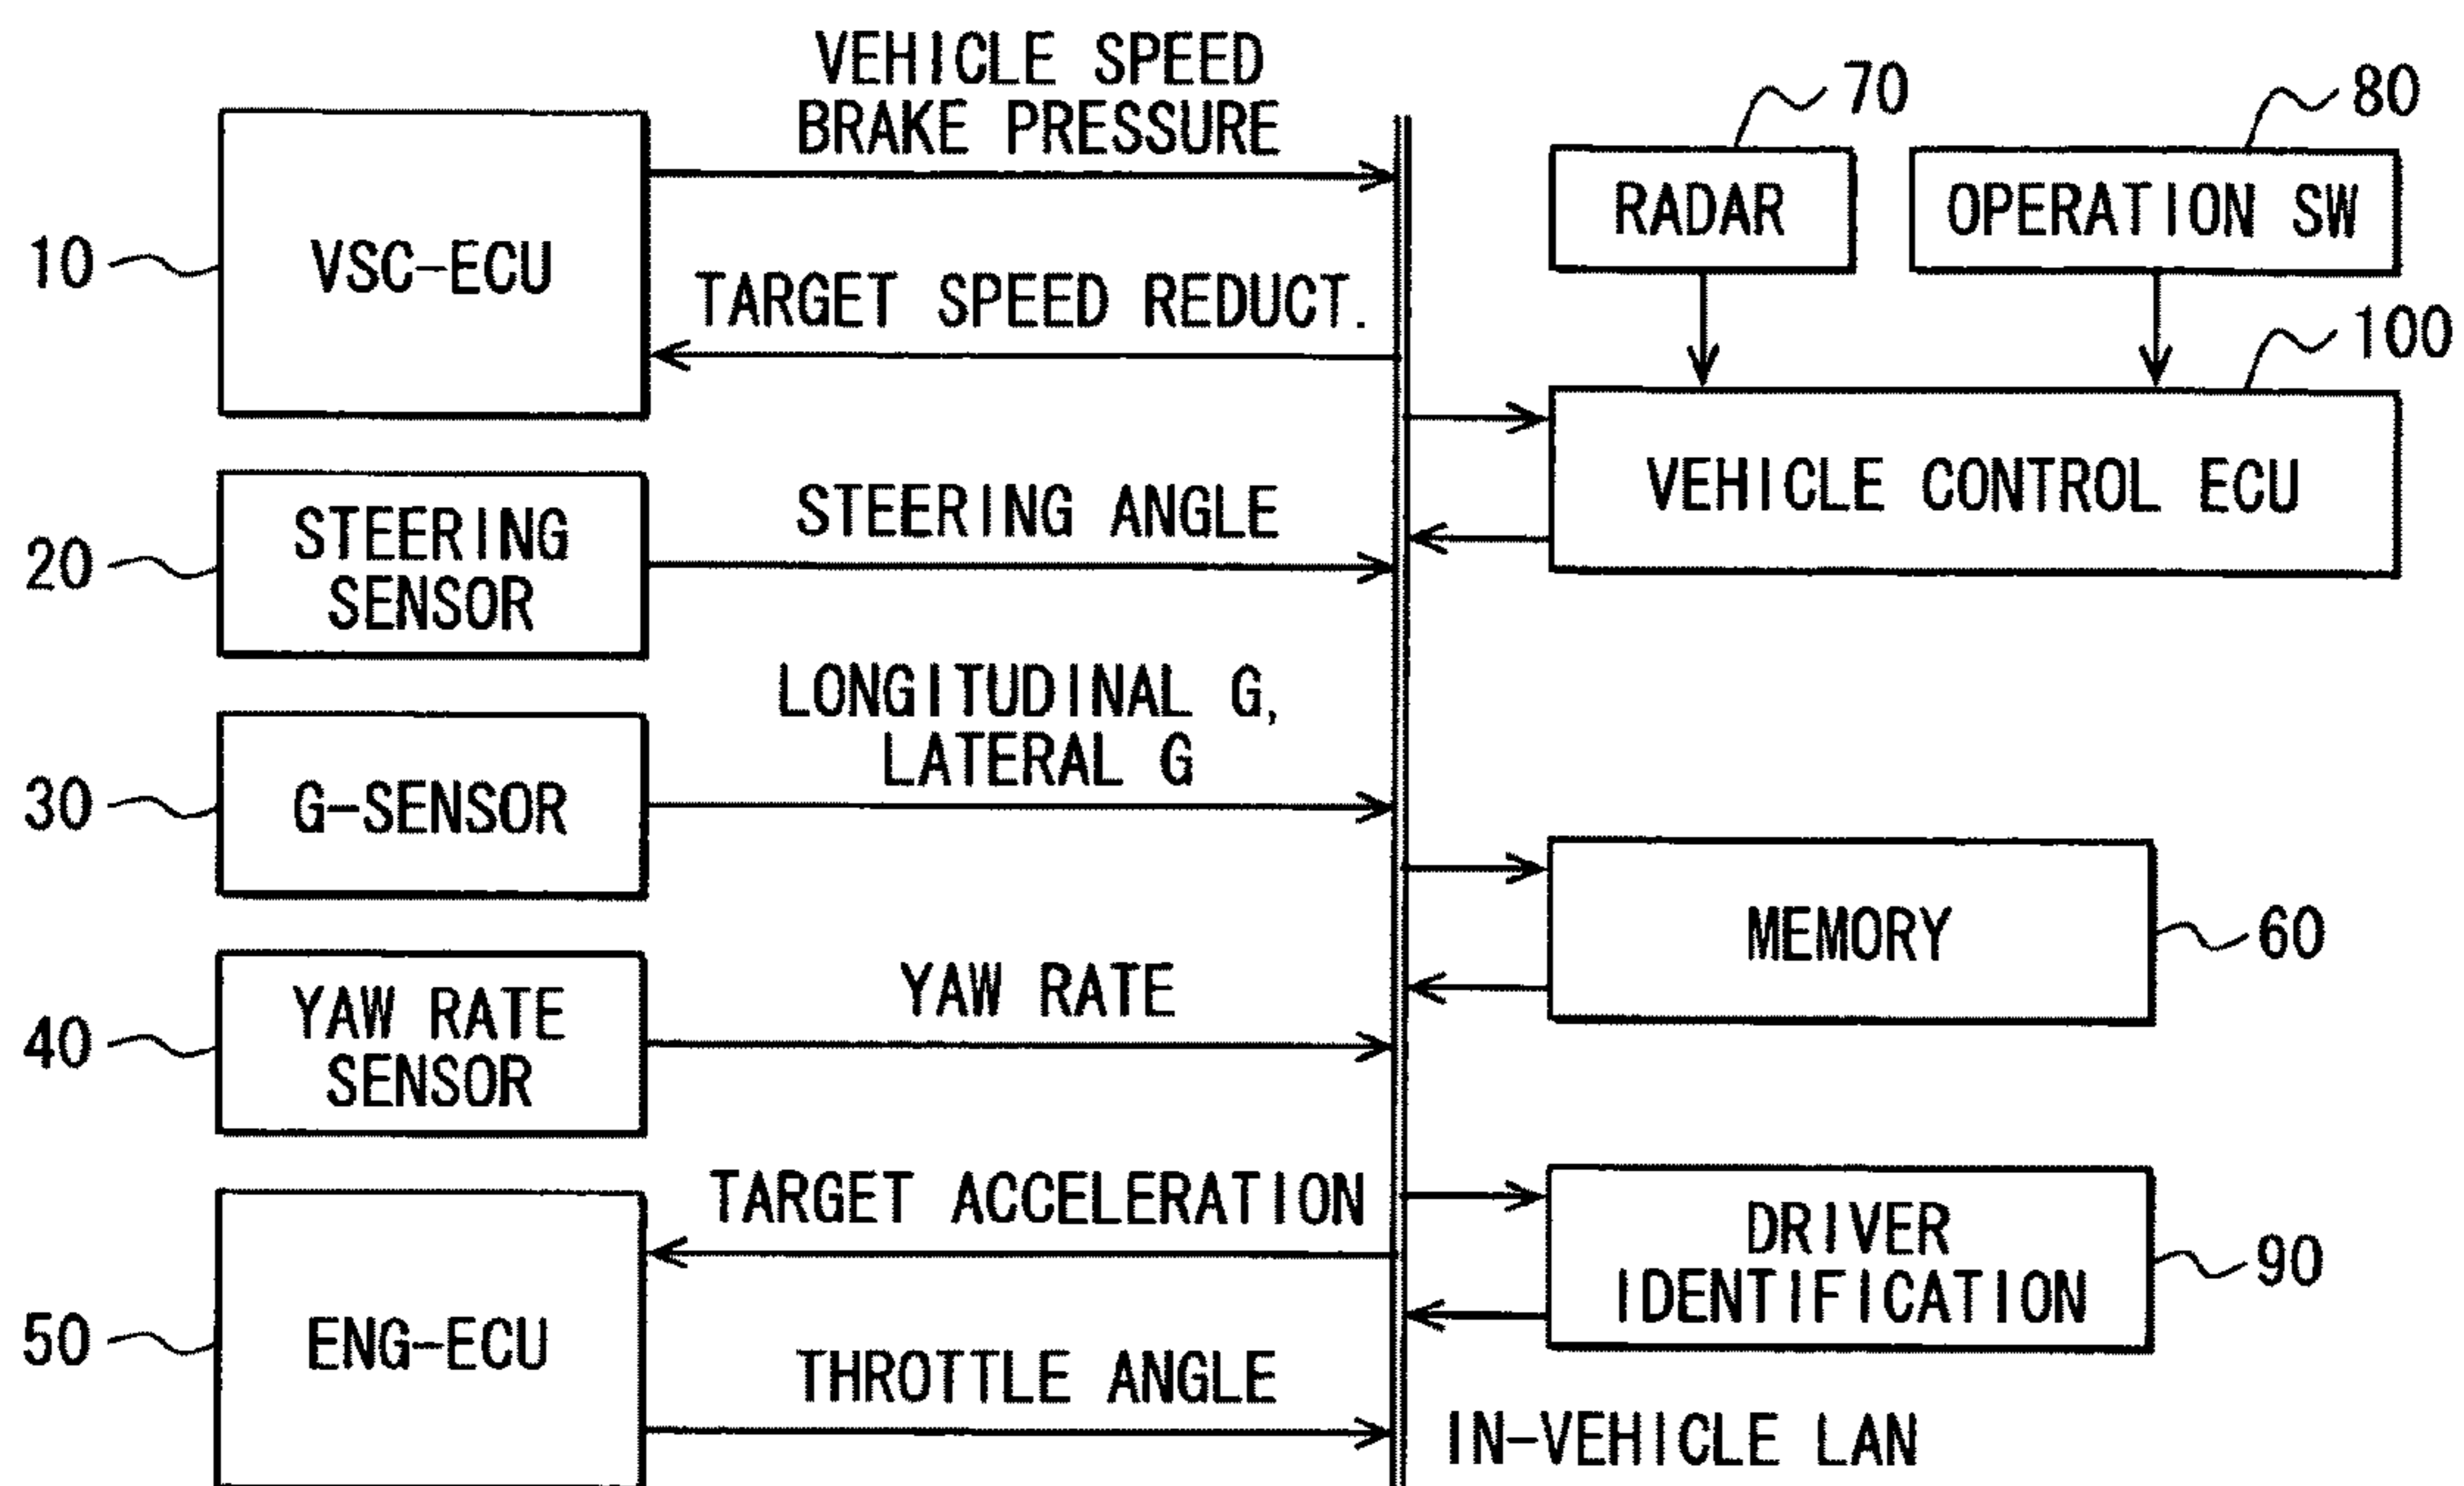 VEHICLE SPEED
BRAKE PRESSURE
70
80
10
VSC-ECU
RADAR
OPERATION SW
TARGET SPEED REDUCT.
100
VEHICLE CONTROL ECU
20
STEERING
SENSOR
STEERING ANGLE
LONGITUDINAL G,
LATERAL G
30
G-SENSOR
MEMORY
60
40
YAW RATE
SENSOR
YAW RATE
TARGET ACCELERATION
DRIVER
IDENTIFICATION
90
50
ENG-ECU
THROTTLE ANGLE
IN-VEHICLE LAN